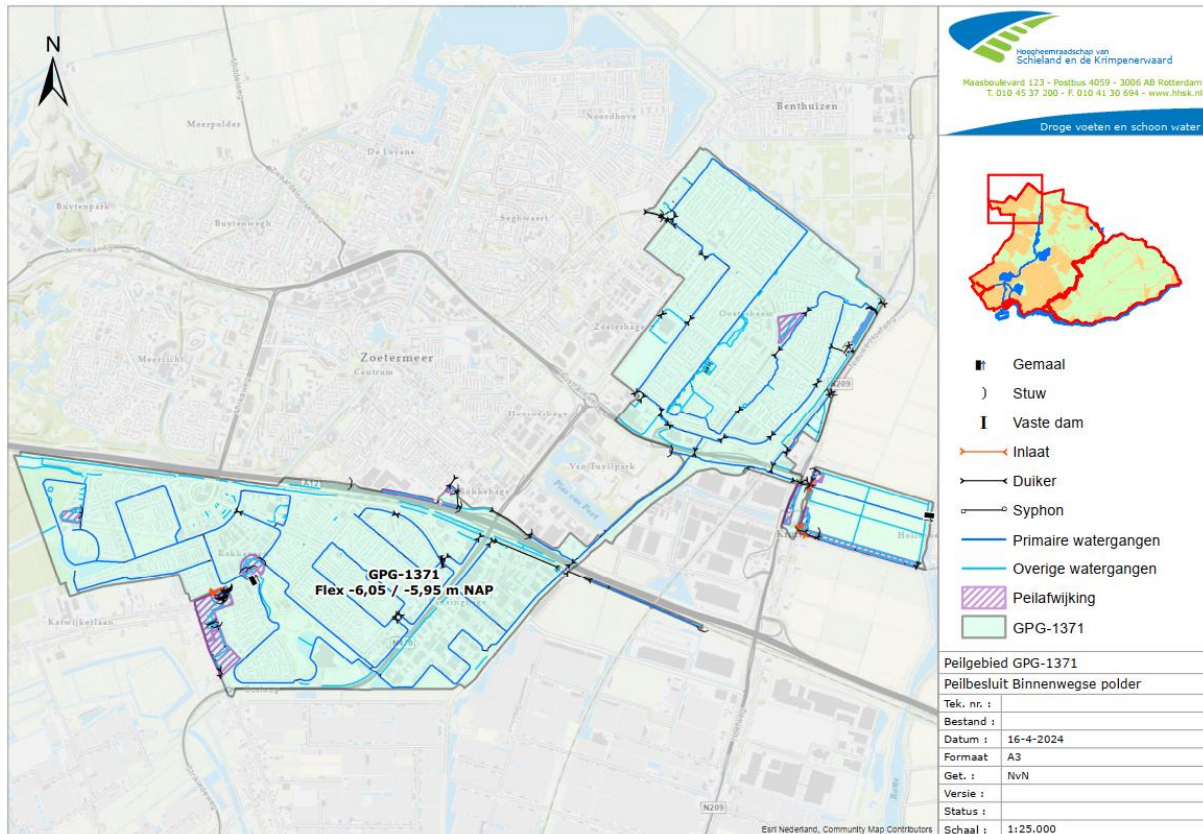 N
Middelweg
Meerpolder
Noordhove
Benthuizen
De Leyens
Buytenpark
Buytenwegh
Seghwaert
Zoeterhage
Oosterheem
Meerzicht
Zoetermeer
Centrum
N209
Van Tuyllpark
A12
Rokkehage
GPG-1371
Flex -6,05 / -5,95 m NAP
Katwijkerlaan
N470
N209
Rotte
Esri Nederland, Community Map Contributors
Hoogheemraadschap van
Schieland en de Krimpenerwaard
Maasboulevard 123 - Postbus 4059 - 3006 AB Rotterdam
T. 010 45 37 200 - F. 010 41 30 694 - www.hhsk.nl
Droge voeten en schoon water
Gemaal
Stuw
Vaste dam
Inlaat
Duiker
Syphon
Primaire watergangen
Overige watergangen
Peilafwijking
GPG-1371
Peilgebied GPG-1371
Peilbesluit Binnenwegse polder
Tek. nr. :
Bestand :
Datum : 16-4-2024
Formaat A3
Get. : NvN
Versie :
Status :
Schaal : 1:25.000